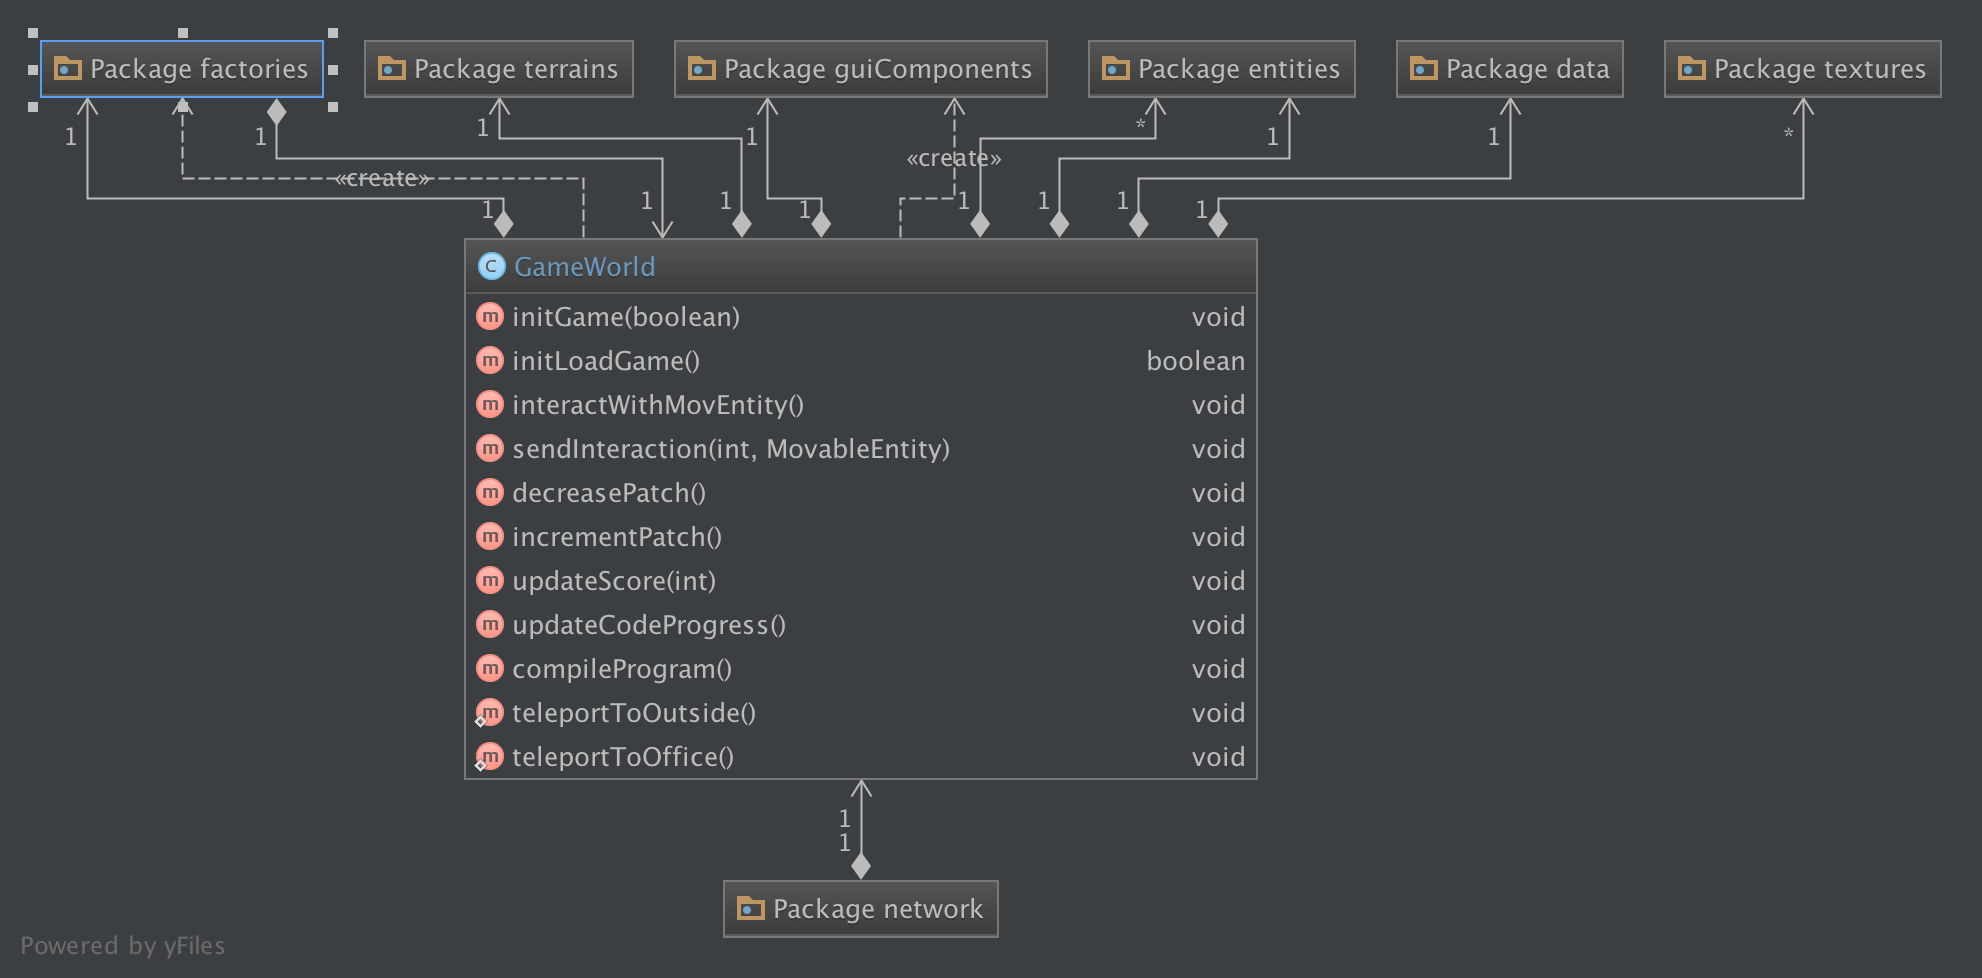 Package factories
Package terrains
Package guiComponents
Package entities
Package data
Package textures
1
1
1
1
*
1
1
*
«create»
«create»
1
1
1
1
1
1
1
1
C GameWorld
m initGame(boolean) void
m initLoadGame() boolean
m interactWithMovEntity() void
m sendInteraction(int, MovableEntity) void
m decreasePatch() void
m incrementPatch() void
m updateScore(int) void
m updateCodeProgress() void
m compileProgram() void
m teleportToOutside() void
m teleportToOffice() void
1
1
Package network
Powered by yFiles